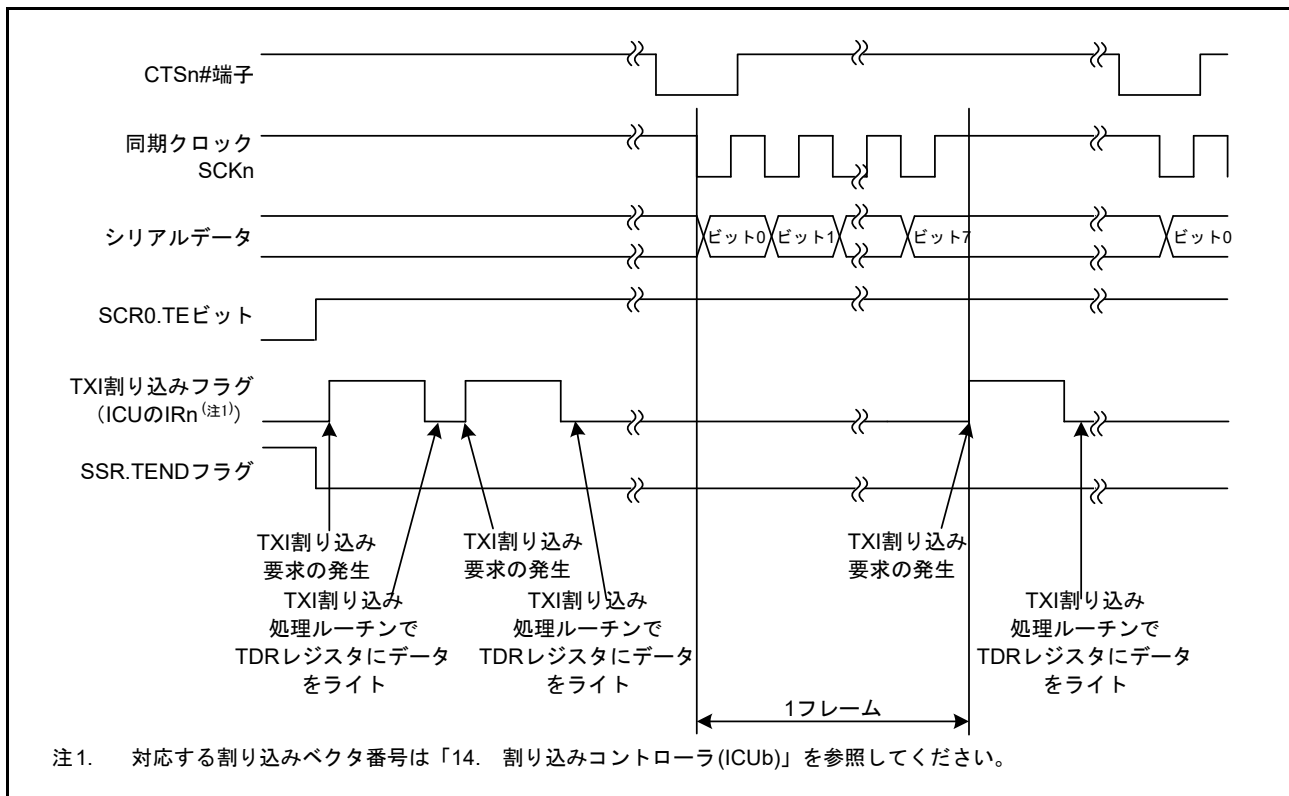 CTSn#端子
同期クロック
SCKn
シリアルデータ
ビット0
ビット1
ビット7
ビット0
SCR0.TEビット
TXI割り込みフラグ
(ICUのIRn(注1))
SSR.TENDフラグ
TXI割り込み
要求の発生
TXI割り込み
要求の発生
TXI割り込み
要求の発生
TXI割り込み
処理ルーチンで
TDRレジスタにデータ
をライト
TXI割り込み
処理ルーチンで
TDRレジスタにデータ
をライト
TXI割り込み
処理ルーチンで
TDRレジスタにデータ
をライト
1フレーム
注1. 対応する割り込みベクタ番号は「14. 割り込みコントローラ(ICUb)」を参照してください。